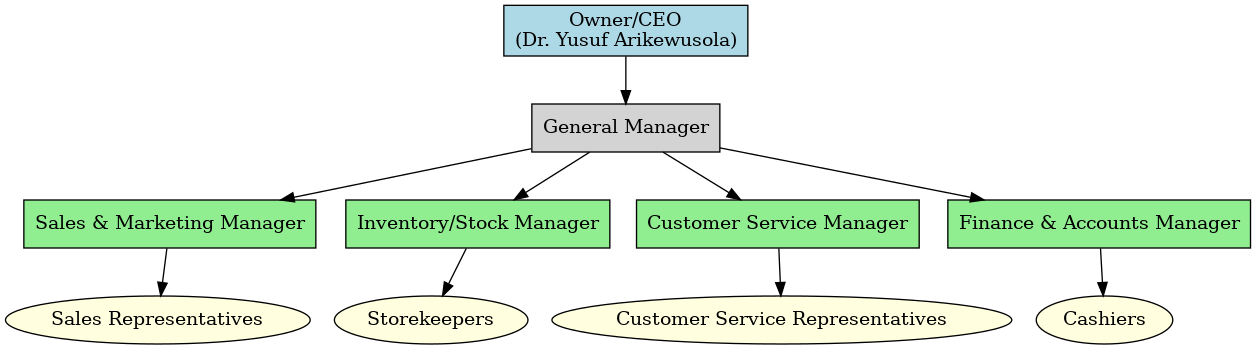 Owner/CEO
(Dr. Yusuf Arikewusola)
General Manager
Sales & Marketing Manager
Inventory/Stock Manager
Customer Service Manager
Finance & Accounts Manager
Sales Representatives
Storekeepers
Customer Service Representatives
Cashiers